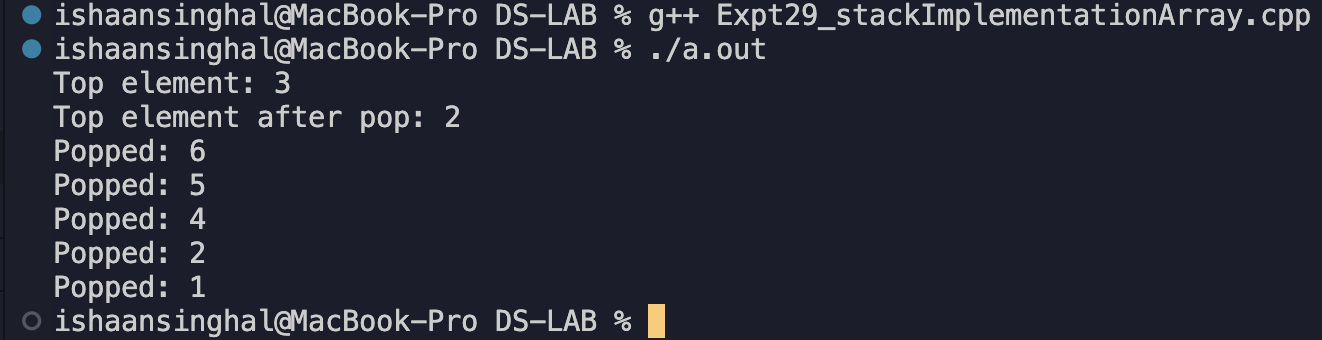 ishaansinghal@MacBook-Pro DS-LAB % g++ Expt29_stackImplementationArray.cpp
ishaansinghal@MacBook-Pro DS-LAB % ./a.out
Top element: 3
Top element after pop: 2
Popped: 6
Popped: 5
Popped: 4
Popped: 2
Popped: 1
ishaansinghal@MacBook-Pro DS-LAB %